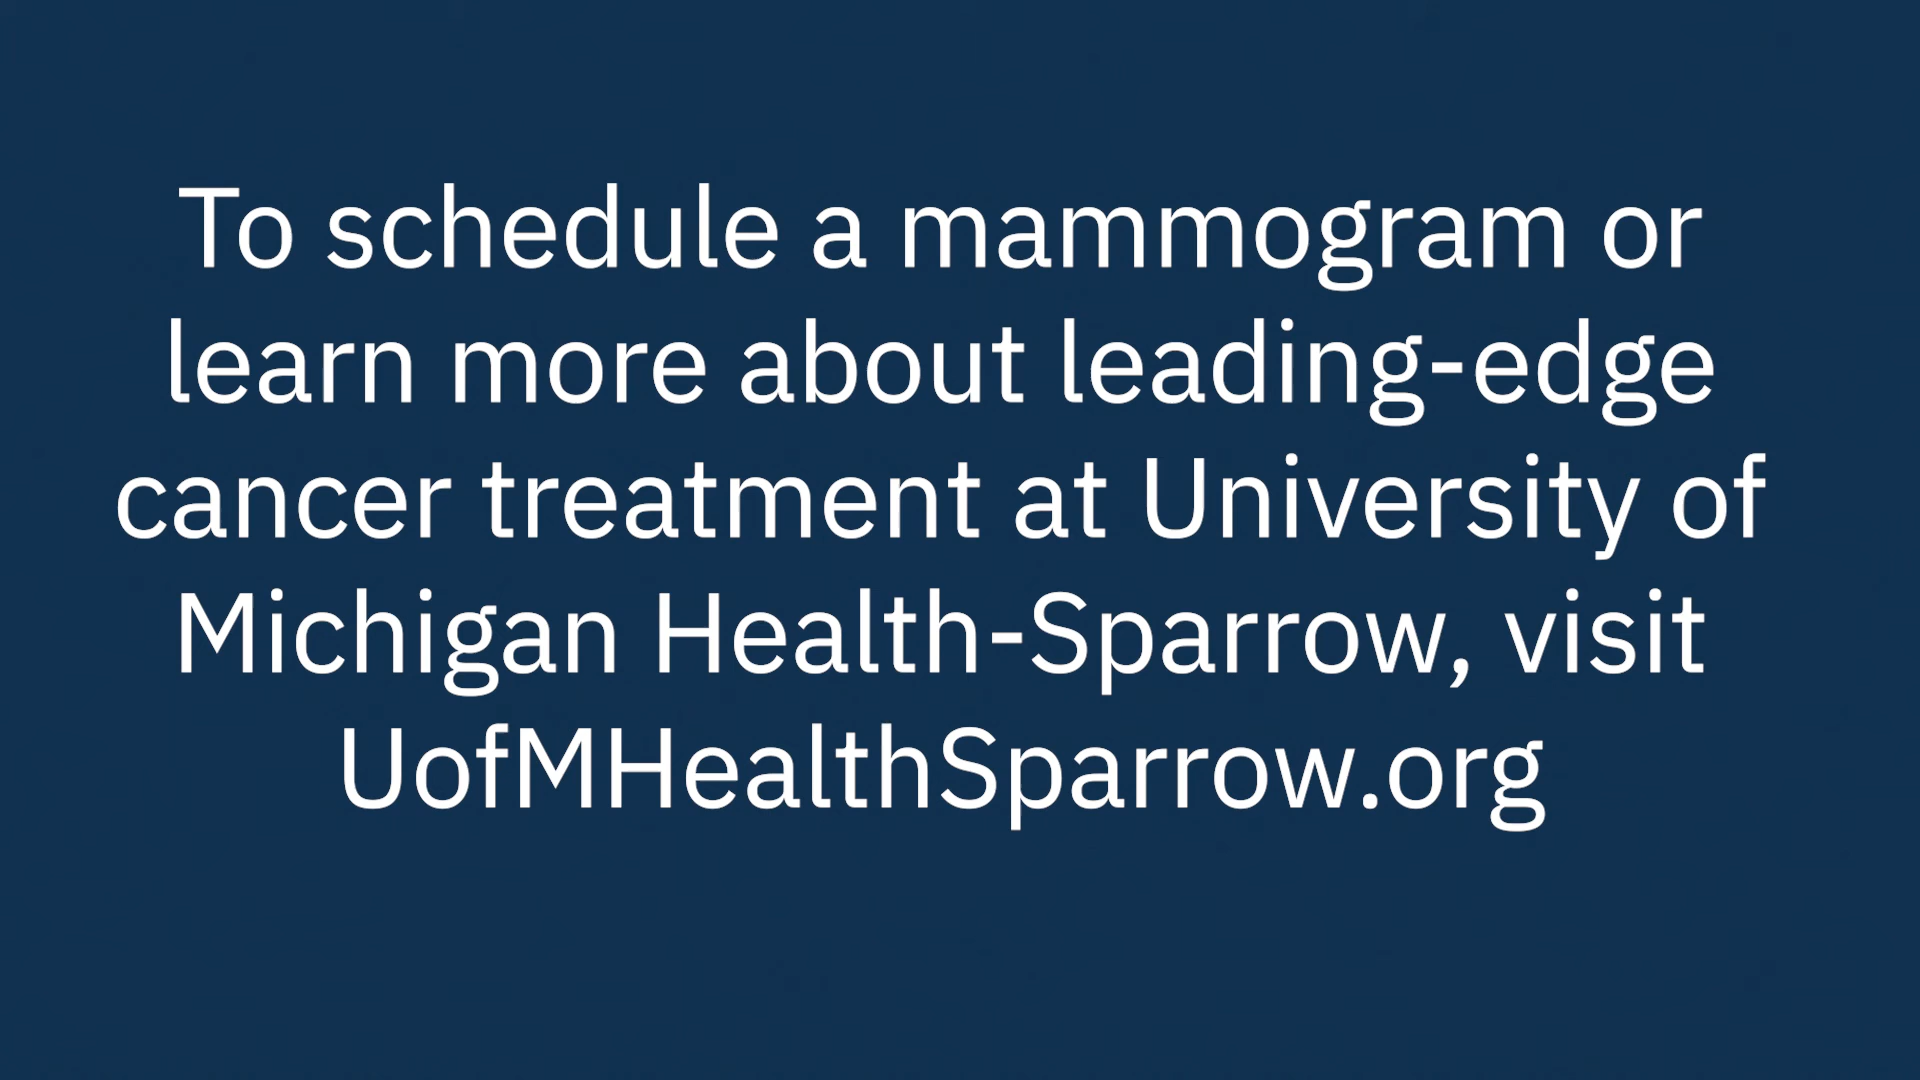 To schedule a mammogram or
learn more about leading-edge
cancer treatment at University of
Michigan Health-Sparrow, visit
UofMHealthSparrow.org